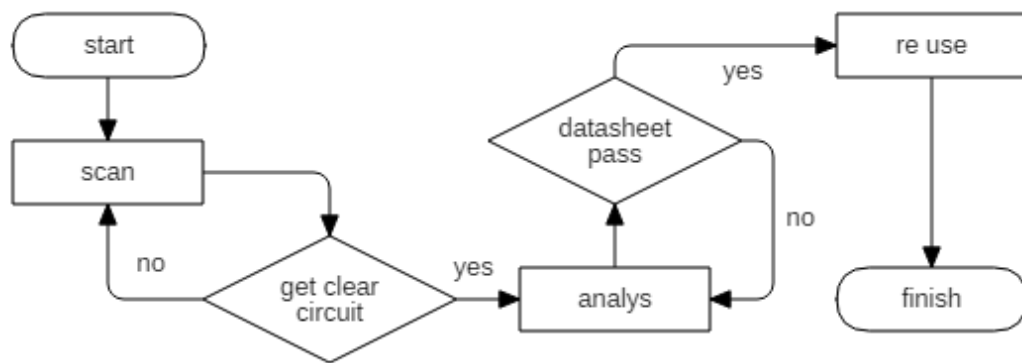 start
scan
no
get clear
circuit
yes
analys
datasheet
pass
no
yes
re use
finish